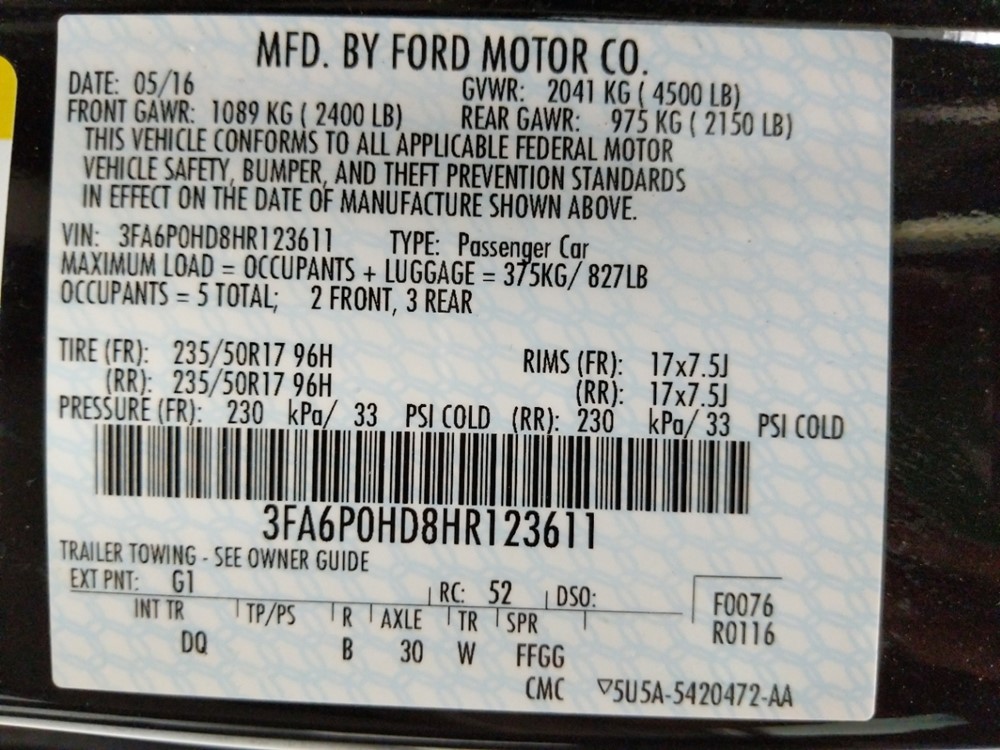 MFD. BY FORD MOTOR CO.
DATE: 05/16 GVWR: 2041 KG ( 4500 LB)
FRONT GAWR: 1089 KG ( 2400 LB) REAR GAWR: 975 KG ( 2150 LB)
THIS VEHICLE CONFORMS TO ALL APPLICABLE FEDERAL MOTOR
VEHICLE SAFETY, BUMPER, AND THEFT PREVENTION STANDARDS
IN EFFECT ON THE DATE OF MANUFACTURE SHOWN ABOVE.
VIN: 3FA6P0HD8HR123611 TYPE: Passenger Car
MAXIMUM LOAD = OCCUPANTS + LUGGAGE = 375KG/ 827LB
OCCUPANTS = 5 TOTAL; 2 FRONT, 3 REAR
TIRE (FR): 235/50R17 96H RIMS (FR): 17x7.5J
(RR): 235/50R17 96H (RR): 17x7.5J
PRESSURE (FR): 230 kPa/ 33 PSI COLD (RR): 230 kPa/ 33 PSI COLD
3FA6P0HD8HR123611
TRAILER TOWING - SEE OWNER GUIDE
EXT PNT: G1 RC: 52 DSO: F0076
INT TR TP/PS R AXLE TR SPR R0116
DQ B 30 W FFGG
CMC ▽5U5A-5420472-AA